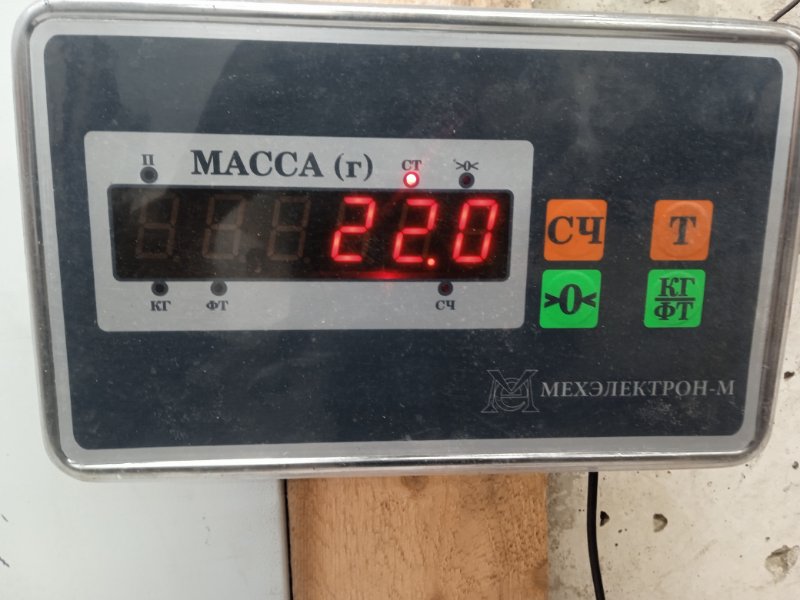 П МАССА (г) СТ >0<
22.0
КГ ФТ СЧ
СЧ Т
>0< КГ/ФТ
МЕХЭЛЕКТРОН-М